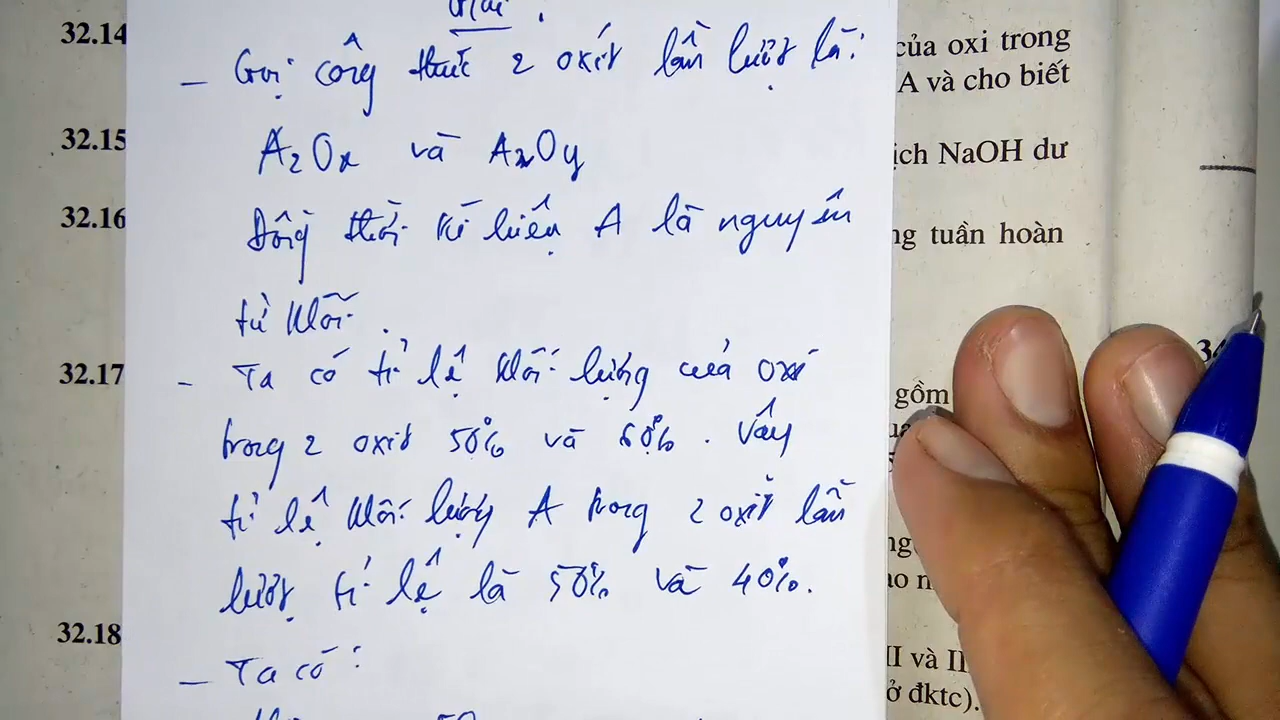 Giải:
- Gọi công thức 2 oxit lần lượt là:
A₂Oₓ và A₂Oy
Đồng thời kí hiệu A là nguyên
tử khối.
- Ta có tỉ lệ khối lượng của oxi
trong 2 oxit 50% và 60%. Vậy
tỉ lệ khối lượng A trong 2 oxit lần
lượt tỉ lệ là 50% và 40%.
- Ta có:
32.14
32.15
32.16
32.17
32.18
của oxi trong
A và cho biết
ịch NaOH dư
ng tuần hoàn
34
gồm
II và II
ở đktc).